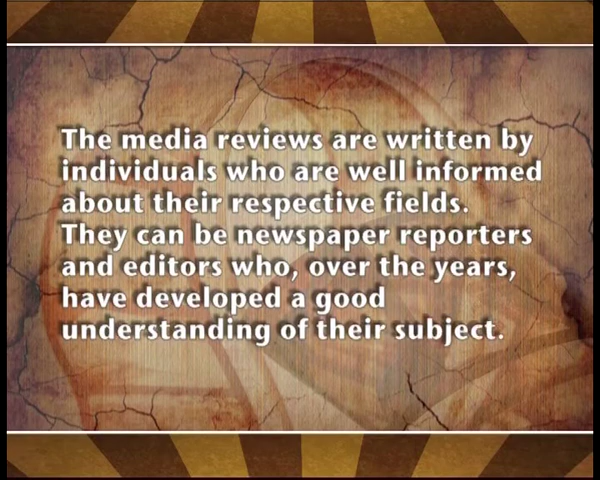 The media reviews are written by
individuals who are well informed
about their respective fields.
They can be newspaper reporters
and editors who, over the years,
have developed a good
understanding of their subject.